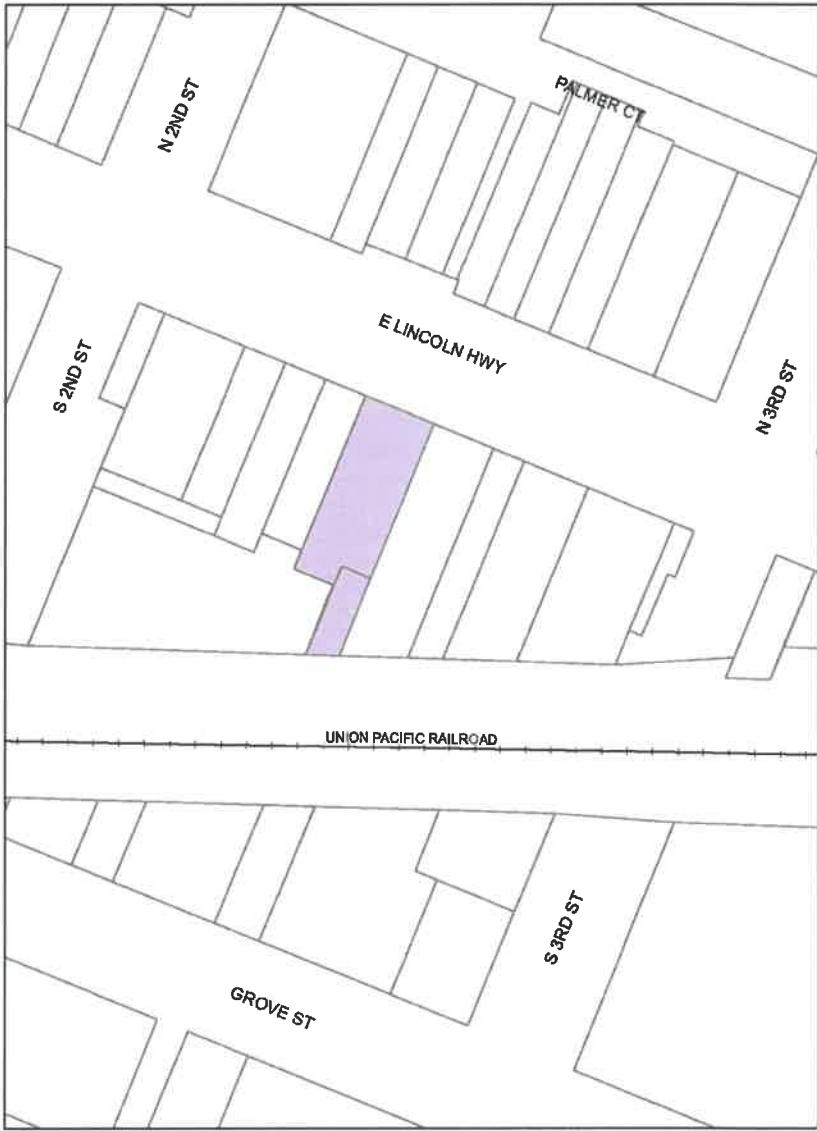 PALMER CT
N 2ND ST
E LINCOLN HWY
S 2ND ST
N 3RD ST
UNION PACIFIC RAILROAD
S 3RD ST
GROVE ST